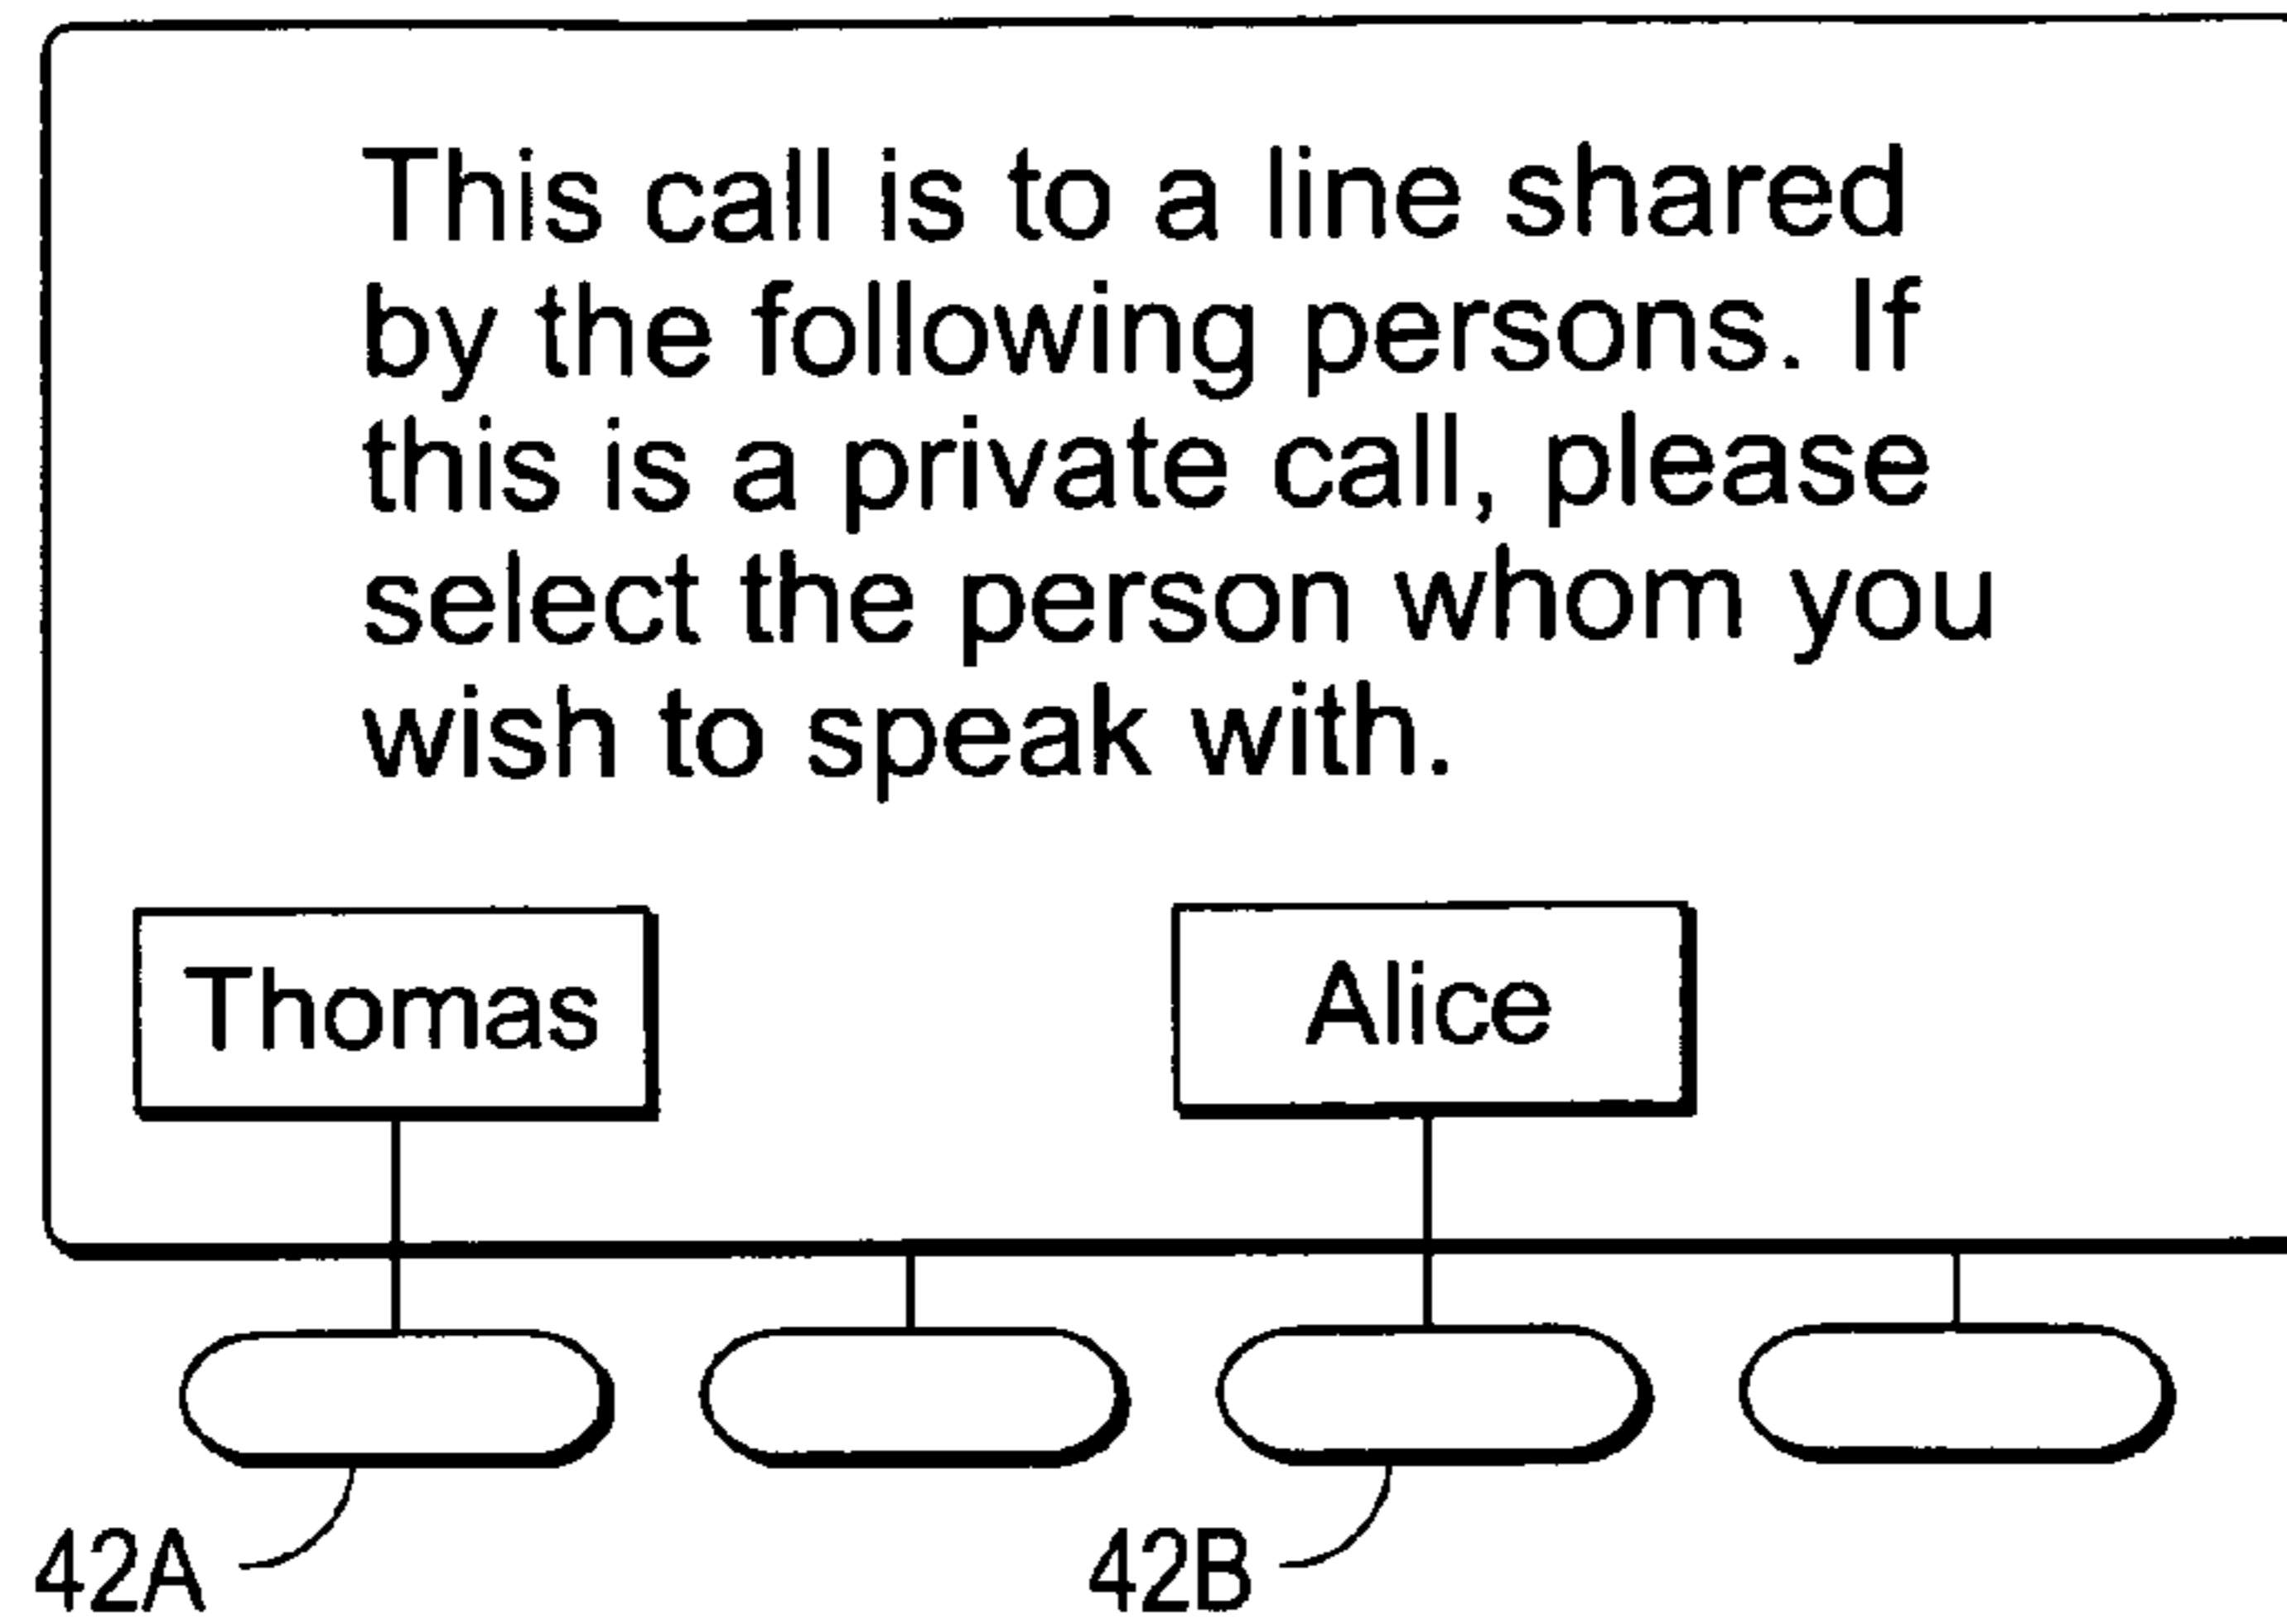 This call is to a line shared
by the following persons. If
this is a private call, please
select the person whom you
wish to speak with.
Thomas
Alice
42A
42B